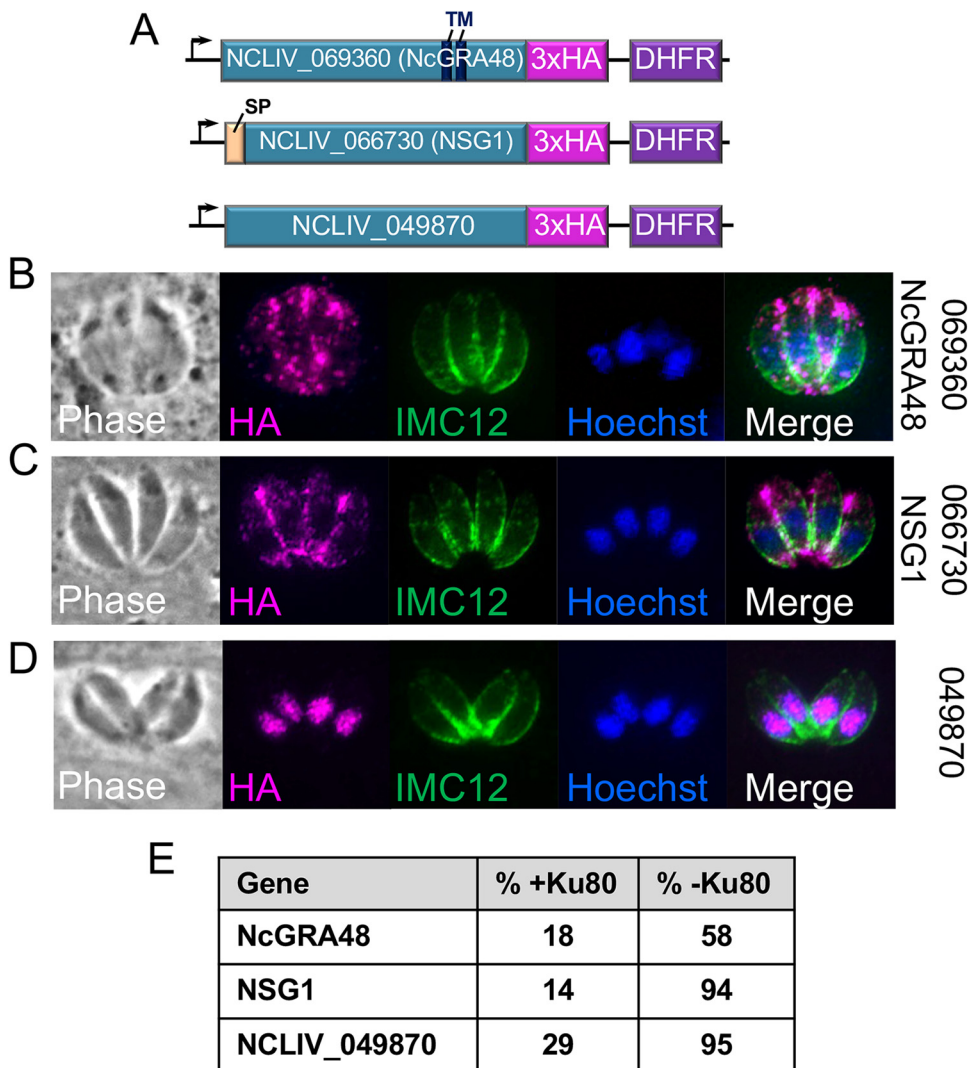 A
TM
NCLIV_069360 (NcGRA48) 3xHA DHFR
SP
NCLIV_066730 (NSG1) 3xHA DHFR
NCLIV_049870 3xHA DHFR
B
Phase HA IMC12 Hoechst Merge
069360
NcGRA48
C
Phase HA IMC12 Hoechst Merge
066730
NSG1
D
Phase HA IMC12 Hoechst Merge
049870
E
Gene % +Ku80 % -Ku80
NcGRA48 18 58
NSG1 14 94
NCLIV_049870 29 95